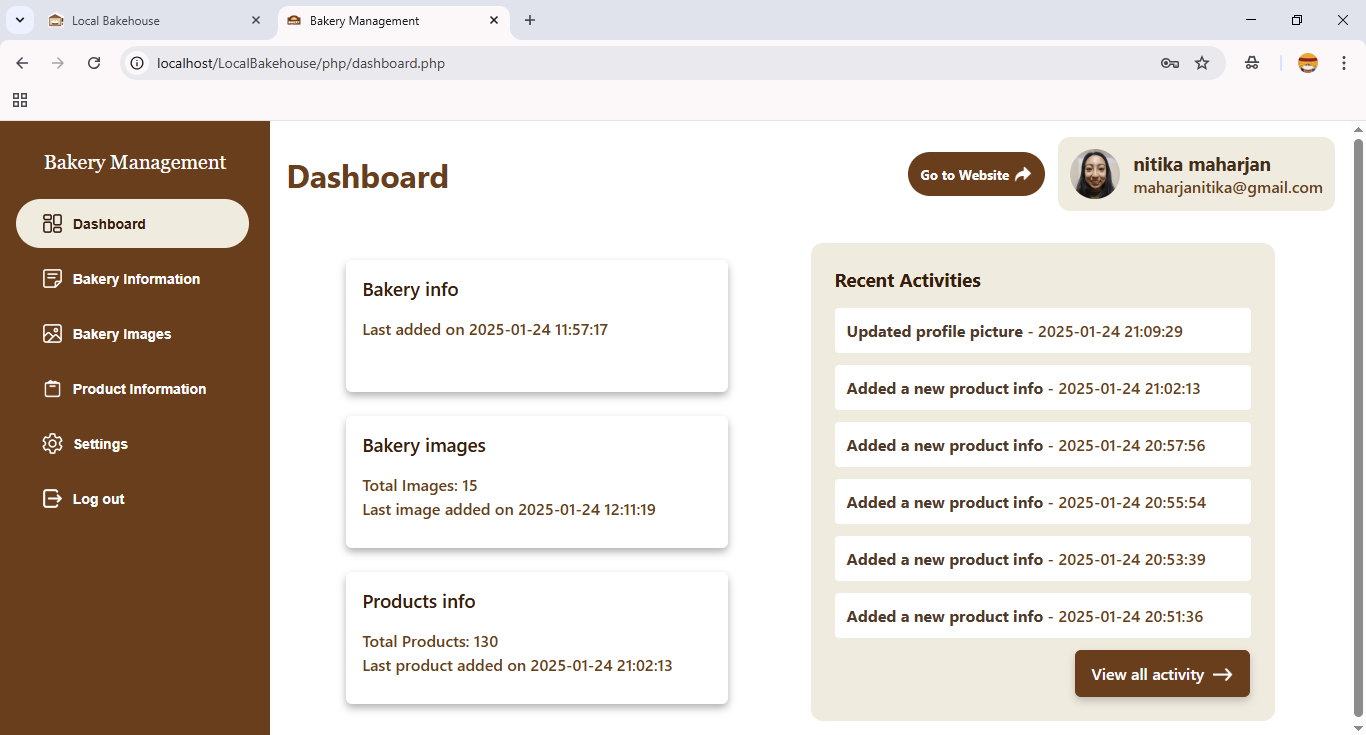 Local Bakehouse
Bakery Management
localhost/LocalBakehouse/php/dashboard.php
Bakery Management
Dashboard
Bakery Information
Bakery Images
Product Information
Settings
Log out
Dashboard
Go to Website
nitika maharjan
maharjanitika@gmail.com
Bakery info
Last added on 2025-01-24 11:57:17
Bakery images
Total Images: 15
Last image added on 2025-01-24 12:11:19
Products info
Total Products: 130
Last product added on 2025-01-24 21:02:13
Recent Activities
Updated profile picture - 2025-01-24 21:09:29
Added a new product info - 2025-01-24 21:02:13
Added a new product info - 2025-01-24 20:57:56
Added a new product info - 2025-01-24 20:55:54
Added a new product info - 2025-01-24 20:53:39
Added a new product info - 2025-01-24 20:51:36
View all activity